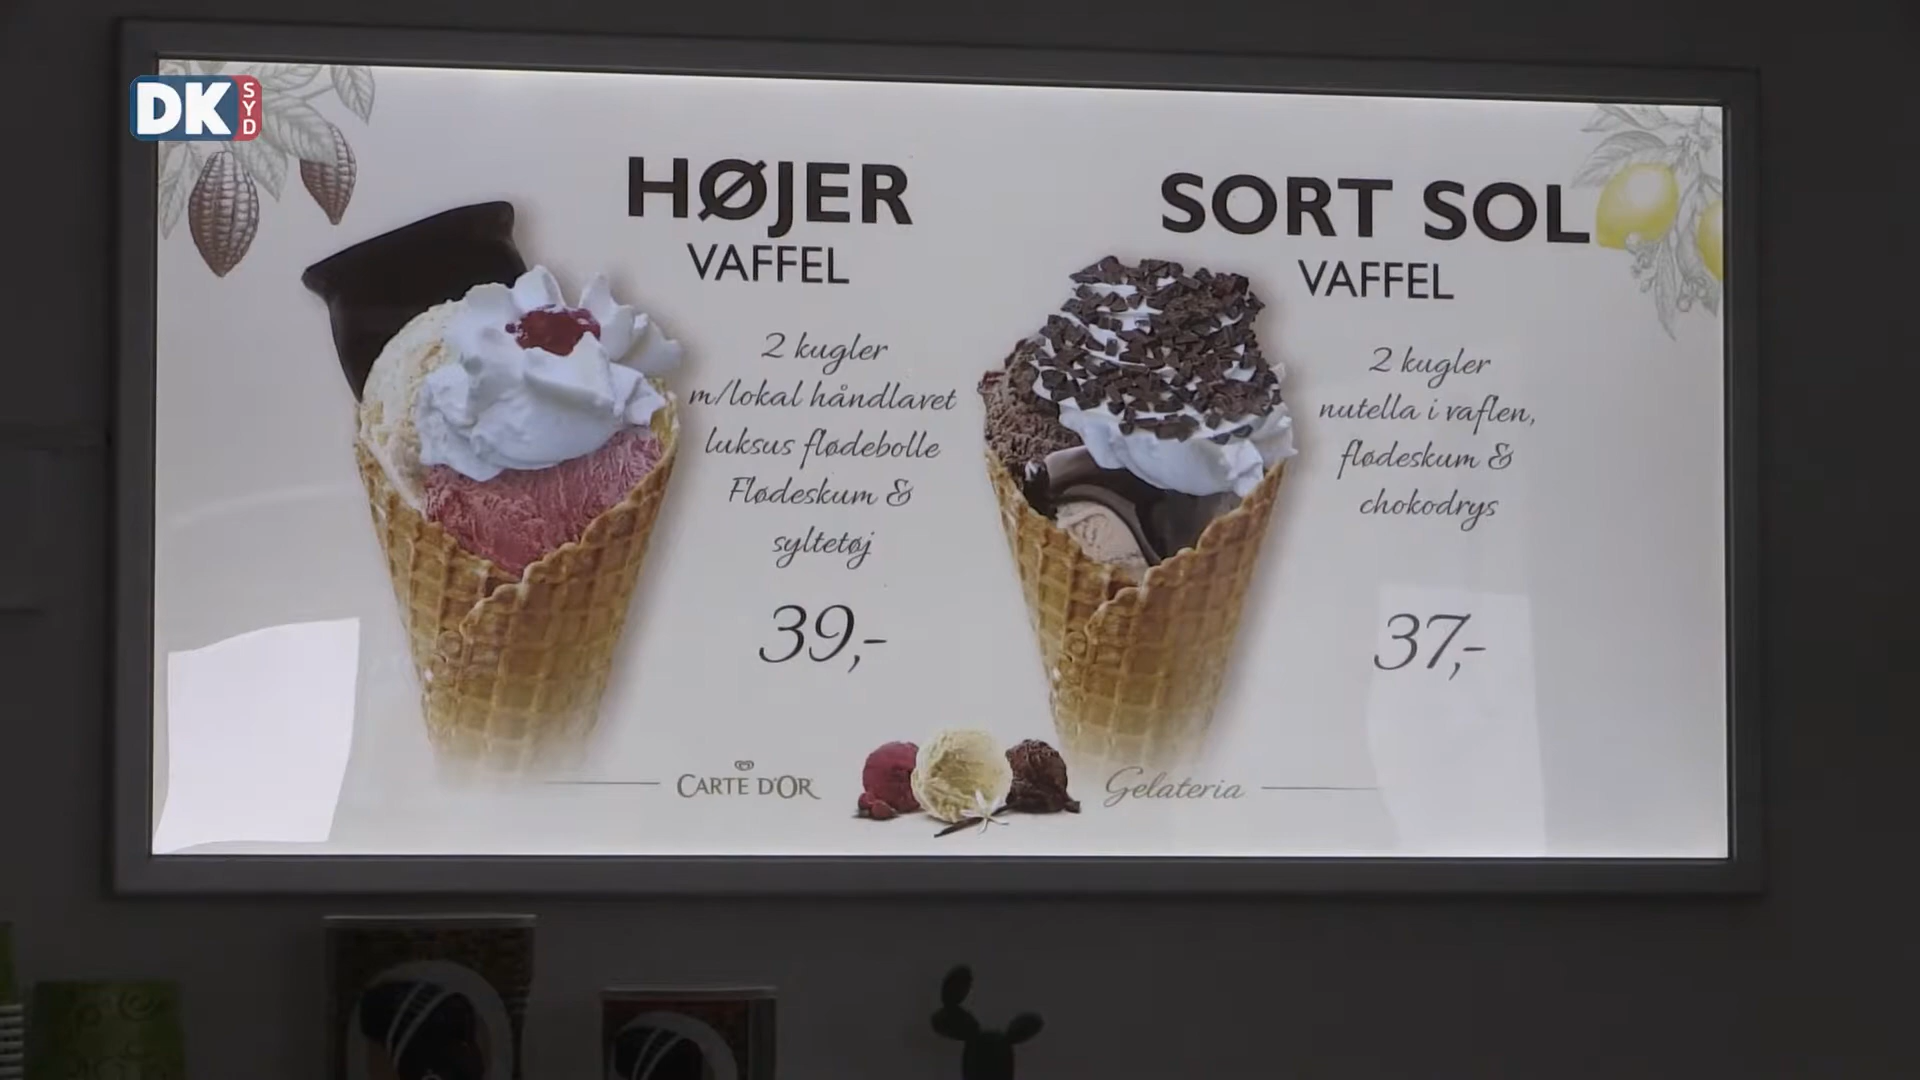 DK
SYD
HØJER
VAFFEL
2 kugler
m/lokal håndlavet
luksus flødebolle
Flødeskum &
syltetøj
39,-
SORT SOL
VAFFEL
2 kugler
nutella i vaflen,
flødeskum &
chokodrys
37,-
CARTE D'OR
Gelateria